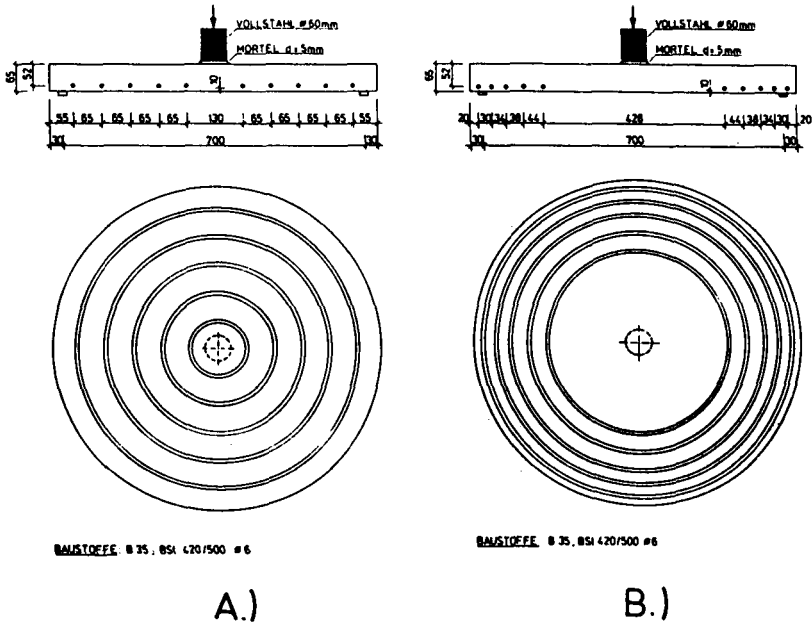 VOLLSTAHL ø 60mm
MÖRTEL d=5mm
65
52
10
55 65 65 65 65 130 65 65 65 65 55
30 700 30
BAUSTOFFE: B 35, BSt 420/500 ø 6
A.)
VOLLSTAHL ø 60mm
MÖRTEL d=5mm
65
52
10
20 30 34 38 44 428 44 38 34 30 20
30 700 30
BAUSTOFFE B 35, BSt 420/500 ø 6
B.)